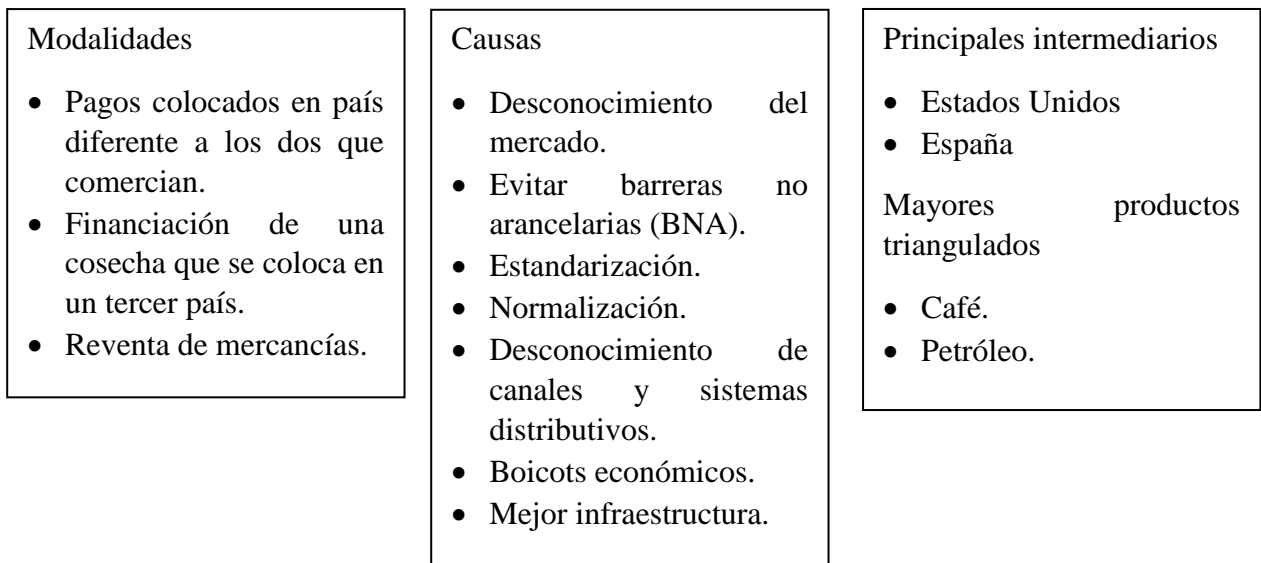 Modalidades
• Pagos colocados en país
diferente a los dos que
comercian.
• Financiación de una
cosecha que se coloca en
un tercer país.
• Reventa de mercancías.
Causas
• Desconocimiento del
mercado.
• Evitar barreras no
arancelarias (BNA).
• Estandarización.
• Normalización.
• Desconocimiento de
canales y sistemas
distributivos.
• Boicots económicos.
• Mejor infraestructura.
Principales intermediarios
• Estados Unidos
• España
Mayores productos
triangulados
• Café.
• Petróleo.